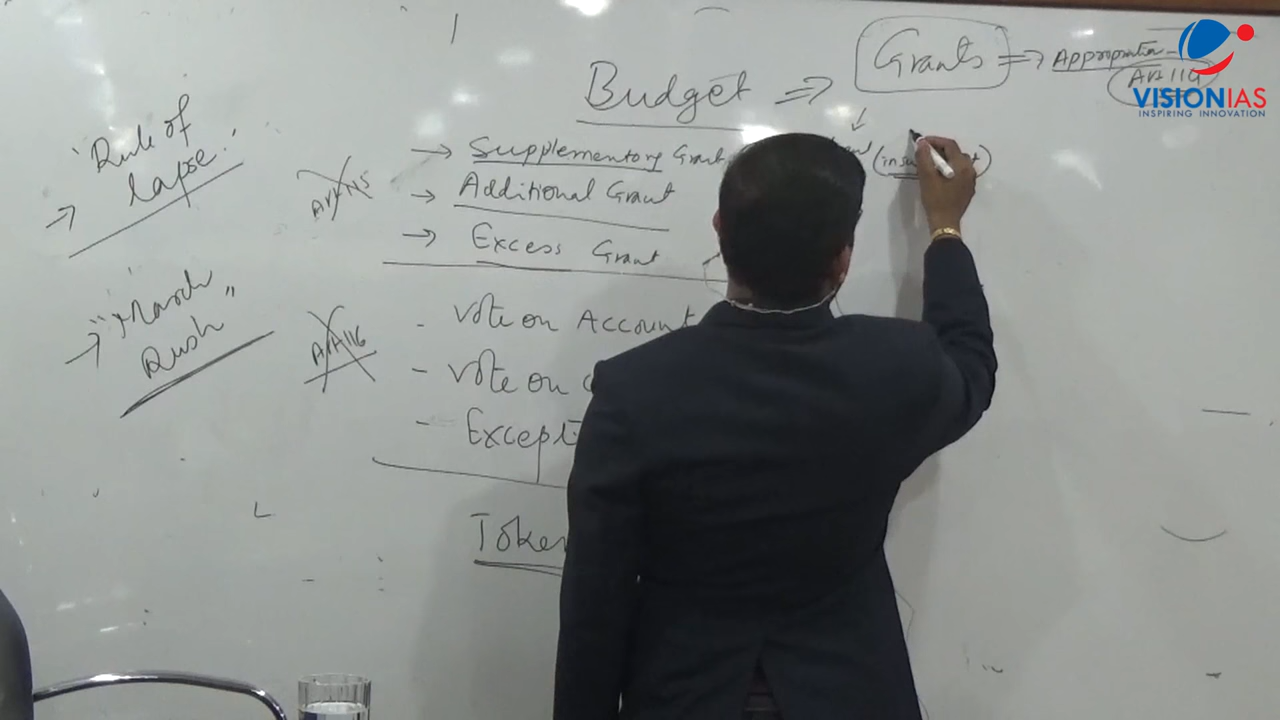 Grants => Appropriation
Art 114
VISIONIAS
INSPIRING INNOVATION
Budget =>
"Rule of
lapse.
→ Supplementary Grant
Art 115
→ Additional Grant
→ Excess Grant
"March
Rush"
- Vote on Account
Art 116
- Vote on
- Except
Token